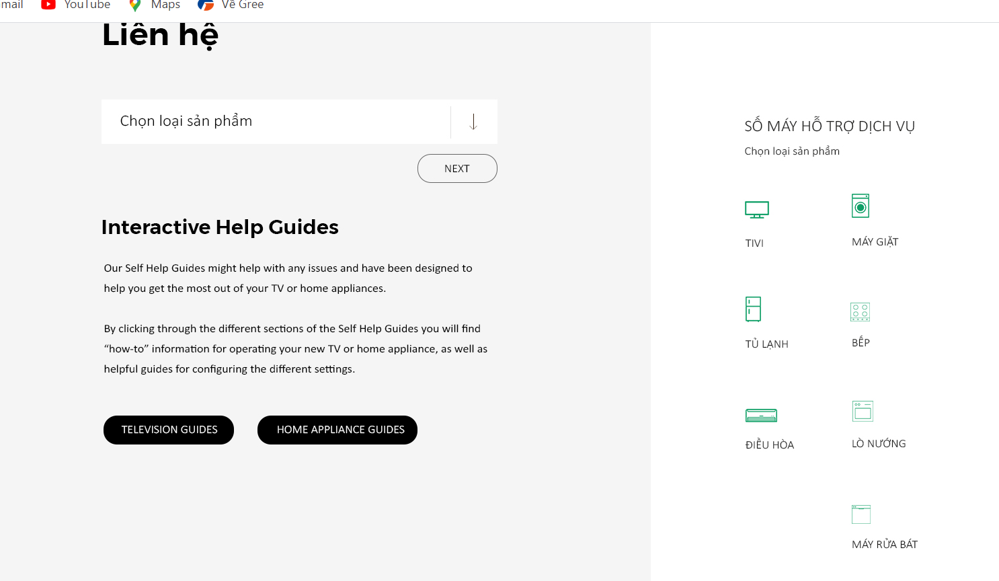 mail YouTube Maps Về Gree
Liên hệ
Chọn loại sản phẩm
NEXT
Interactive Help Guides
Our Self Help Guides might help with any issues and have been designed to
help you get the most out of your TV or home appliances.
By clicking through the different sections of the Self Help Guides you will find
“how-to” information for operating your new TV or home appliance, as well as
helpful guides for configuring the different settings.
TELEVISION GUIDES HOME APPLIANCE GUIDES
SỐ MÁY HỖ TRỢ DỊCH VỤ
Chọn loại sản phẩm
TIVI MÁY GIẶT
TỦ LẠNH BẾP
ĐIỀU HÒA LÒ NƯỚNG
MÁY RỬA BÁT